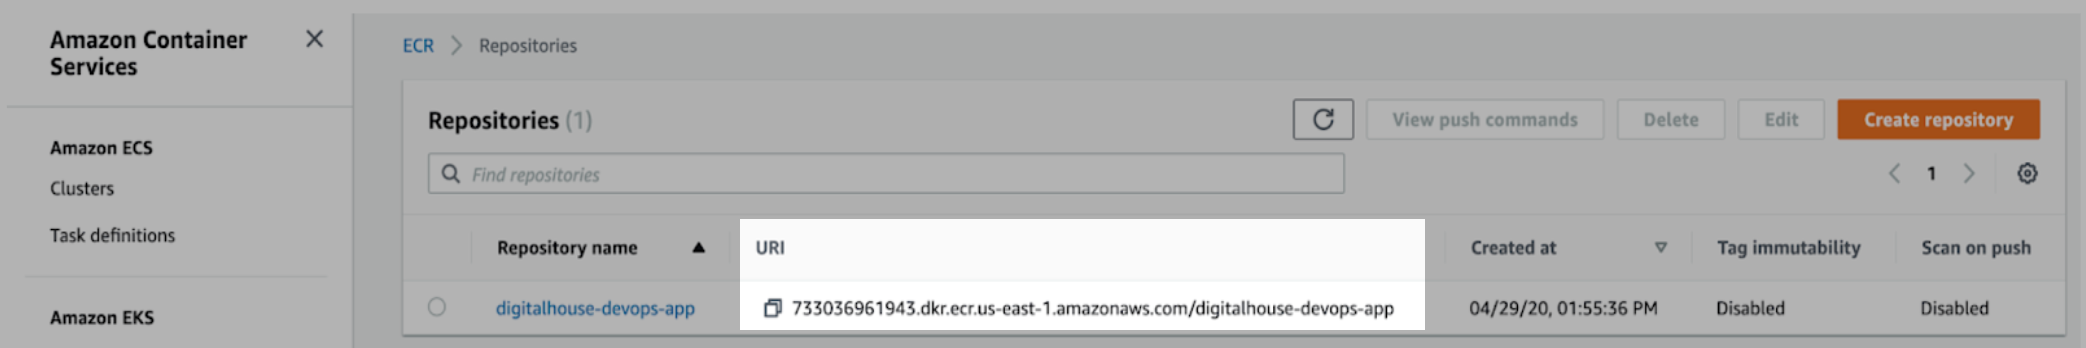 Amazon Container
Services
Amazon ECS
Clusters
Task definitions
Amazon EKS
ECR > Repositories
Repositories (1)
View push commands
Delete
Edit
Create repository
Find repositories
1
Repository name
URI
Created at
Tag immutability
Scan on push
digitalhouse-devops-app
733036961943.dkr.ecr.us-east-1.amazonaws.com/digitalhouse-devops-app
04/29/20, 01:55:36 PM
Disabled
Disabled